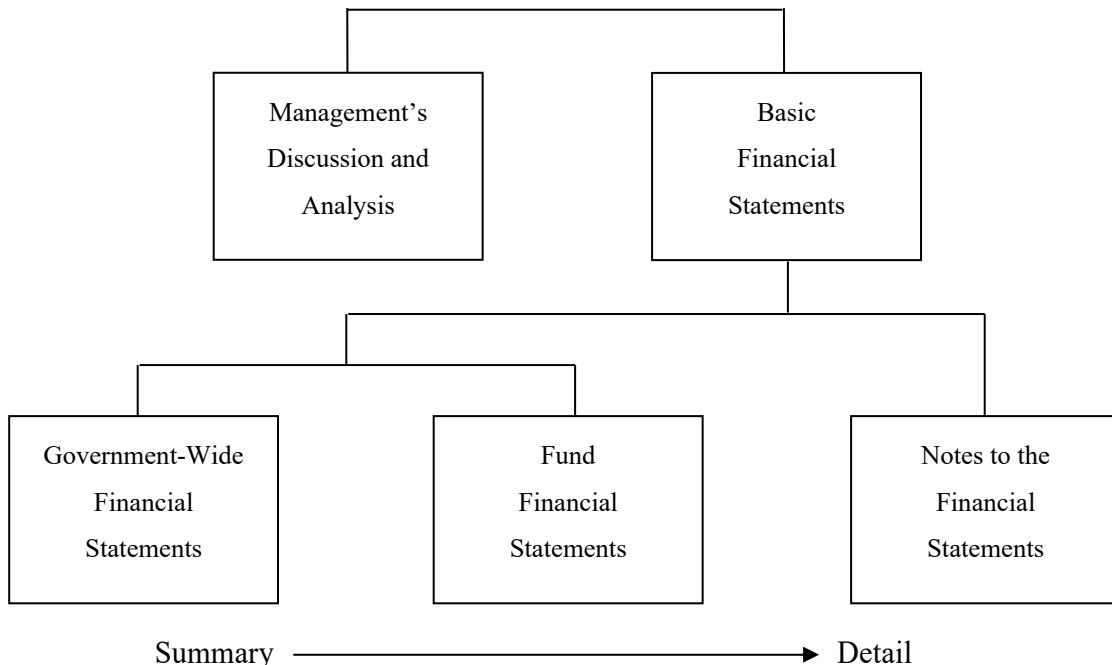 Management’s
Discussion and
Analysis
Basic
Financial
Statements
Government-Wide
Financial
Statements
Fund
Financial
Statements
Notes to the
Financial
Statements
Summary
Detail